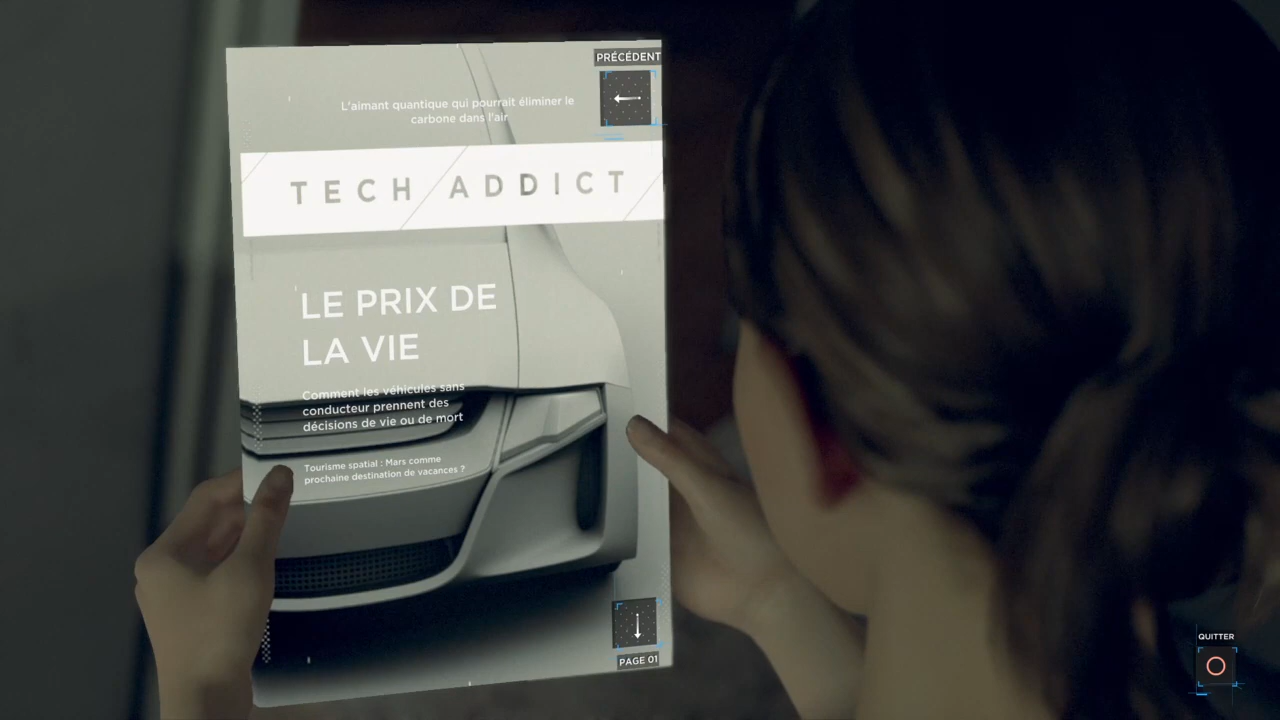 PRÉCÉDENT
L'aimant quantique qui pourrait éliminer le
carbone dans l'air
TECH ADDICT
LE PRIX DE
LA VIE
Comment les véhicules sans
conducteur prennent des
décisions de vie ou de mort
Tourisme spatial : Mars comme
prochaine destination de vacances ?
PAGE 01
QUITTER